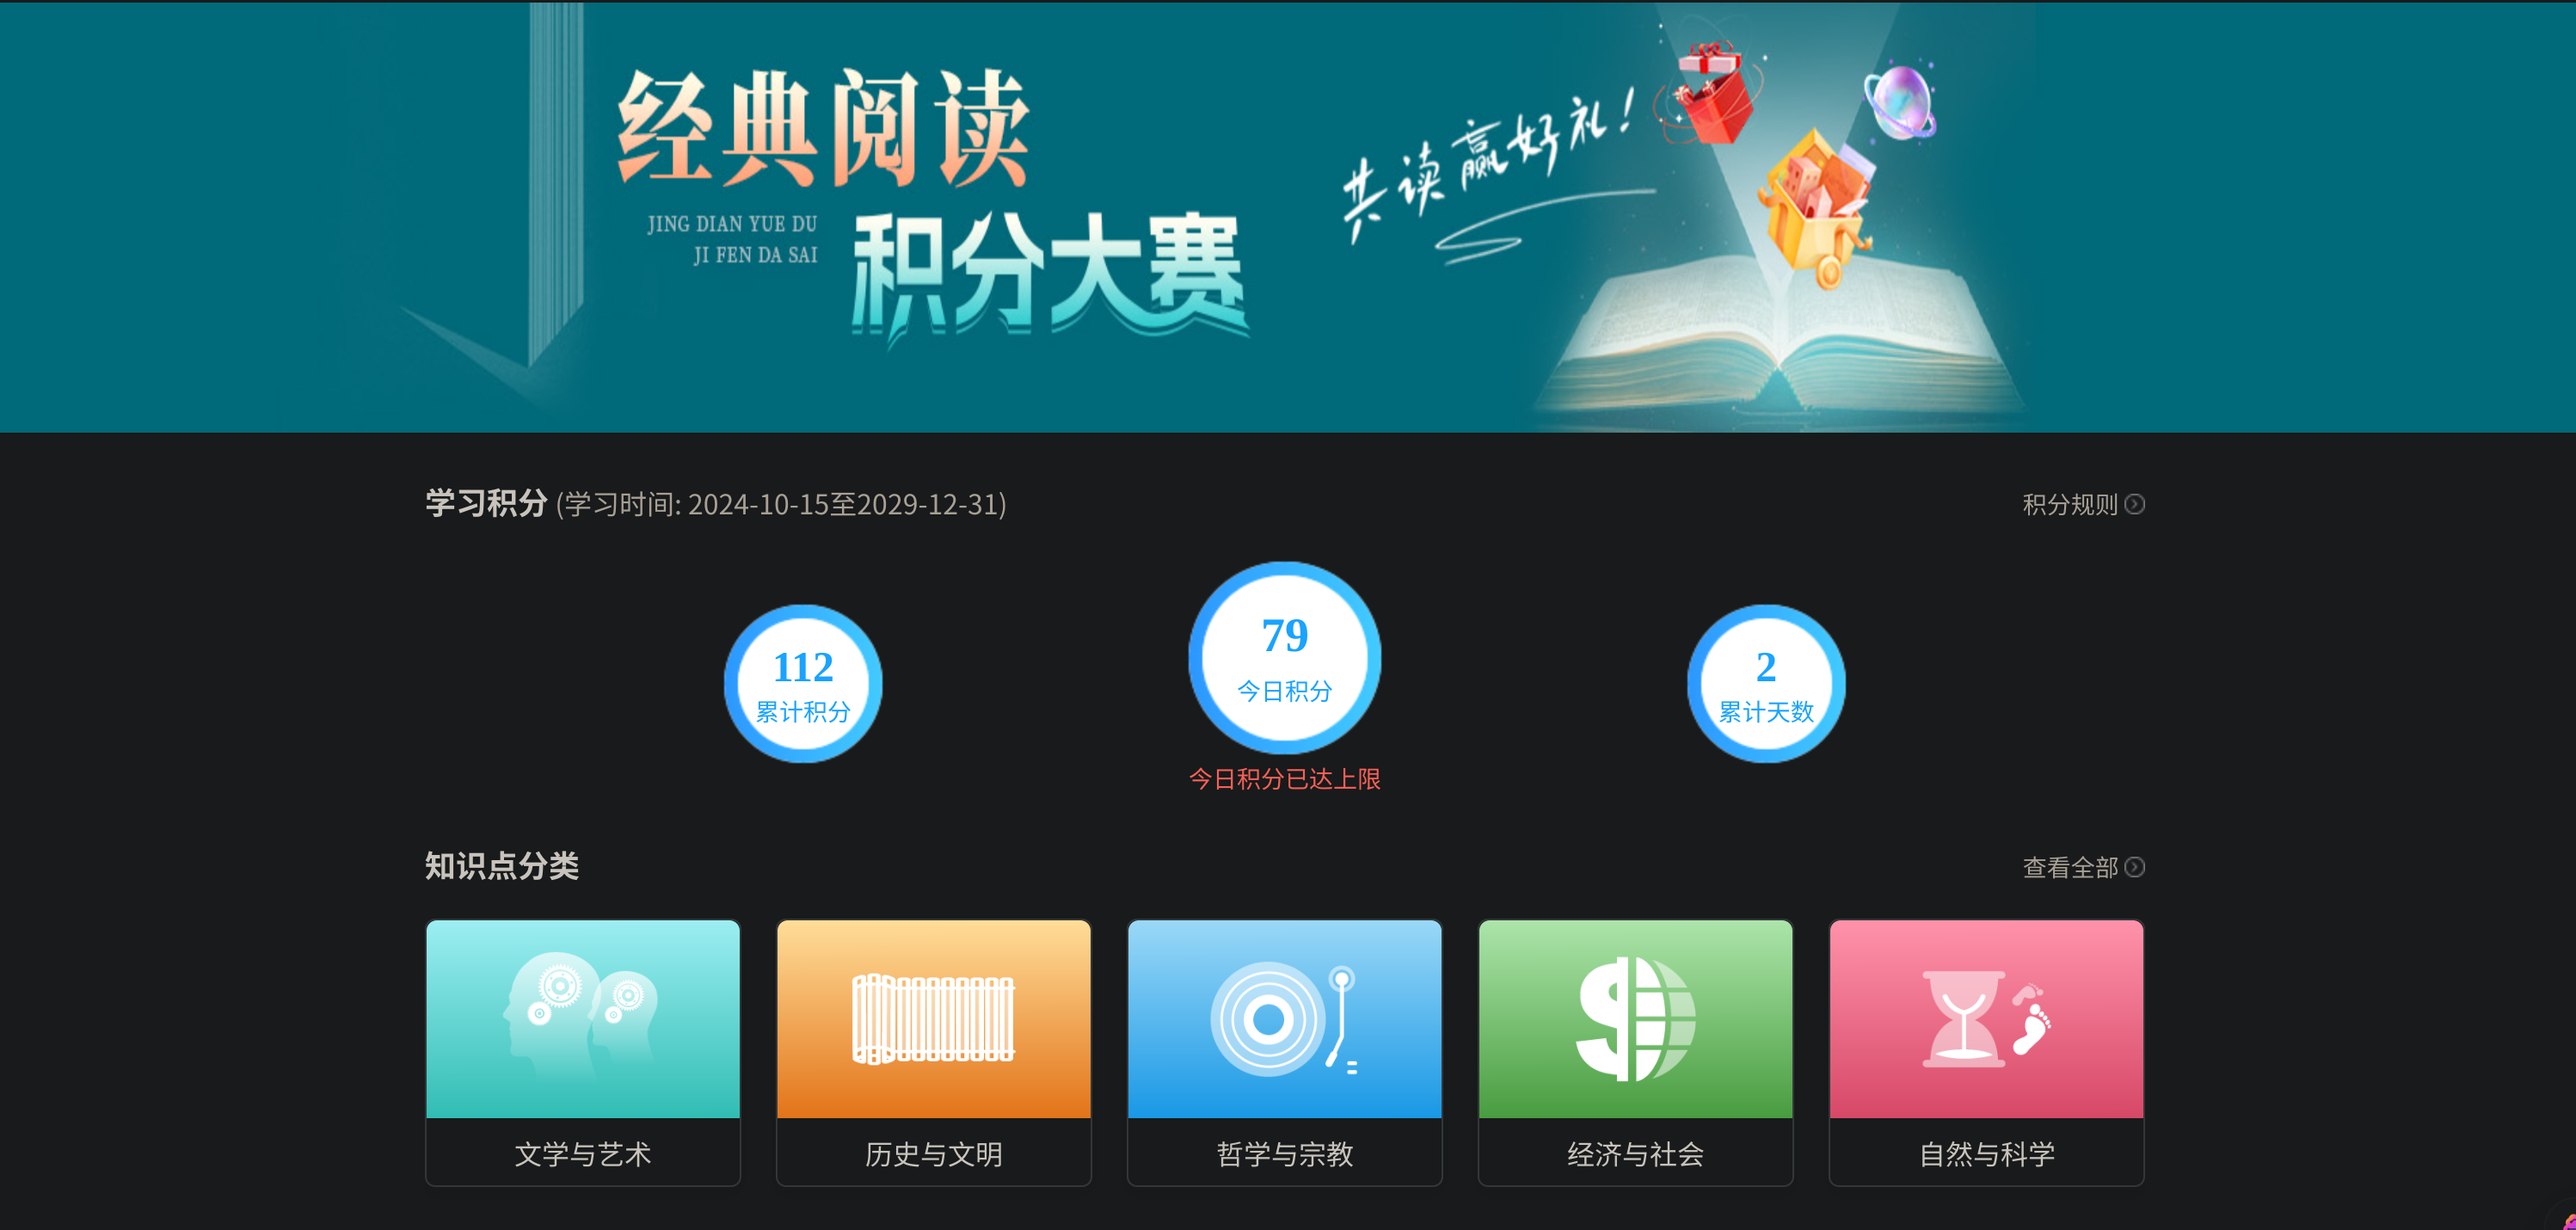 经典阅读
JING DIAN YUE DU
JI FEN DA SAI
积分大赛
共读赢好礼!
学习积分 (学习时间: 2024-10-15至2029-12-31)
积分规则
112
累计积分
79
今日积分
今日积分已达上限
2
累计天数
知识点分类
查看全部
文学与艺术
历史与文明
哲学与宗教
经济与社会
自然与科学